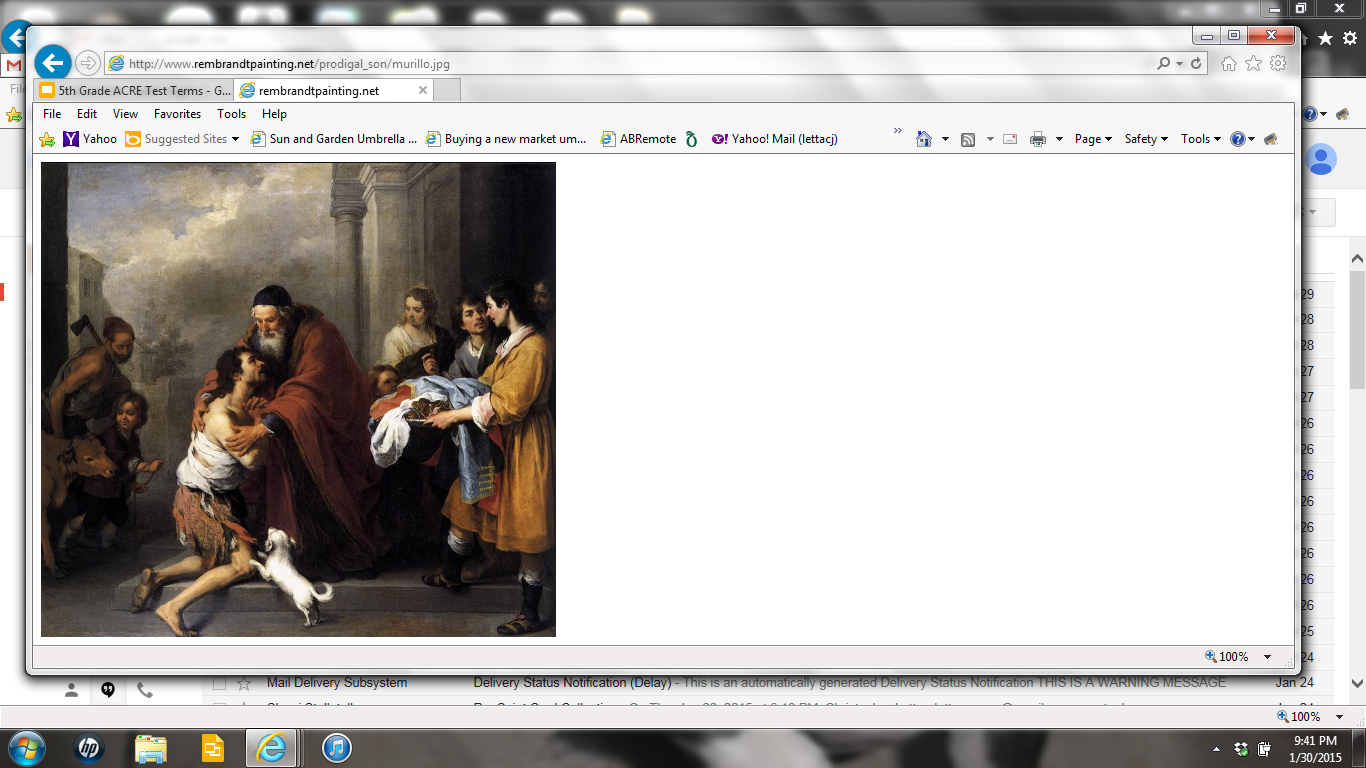 http://www.rembrandtpainting.net/prodigal_son/murillo.jpg
5th Grade ACRE Test Terms - G...
rembrandtpainting.net
File Edit View Favorites Tools Help
Yahoo Suggested Sites Sun and Garden Umbrella ... Buying a new market um... ABRemote Yahoo! Mail (lettacj) » Page Safety Tools
29
28
28
27
27
26
26
26
26
26
26
26
26
25
24
100%
Mail Delivery Subsystem Delivery Status Notification (Delay) - This is an automatically generated Delivery Status Notification THIS IS A WARNING MESSAGE Jan 24
100%
hp
9:41 PM
1/30/2015